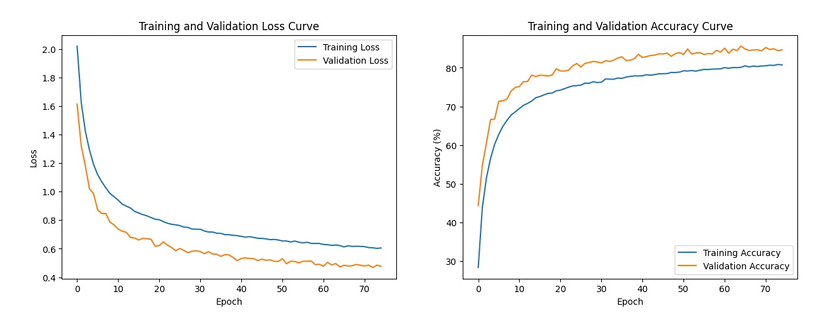 Training and Validation Loss Curve
2.0
1.8
1.6
1.4
1.2
1.0
0.8
0.6
0.4
Loss
Training Loss
Validation Loss
0 10 20 30 40 50 60 70
Epoch
Training and Validation Accuracy Curve
80
70
60
50
40
30
Accuracy (%)
Training Accuracy
Validation Accuracy
0 10 20 30 40 50 60 70
Epoch